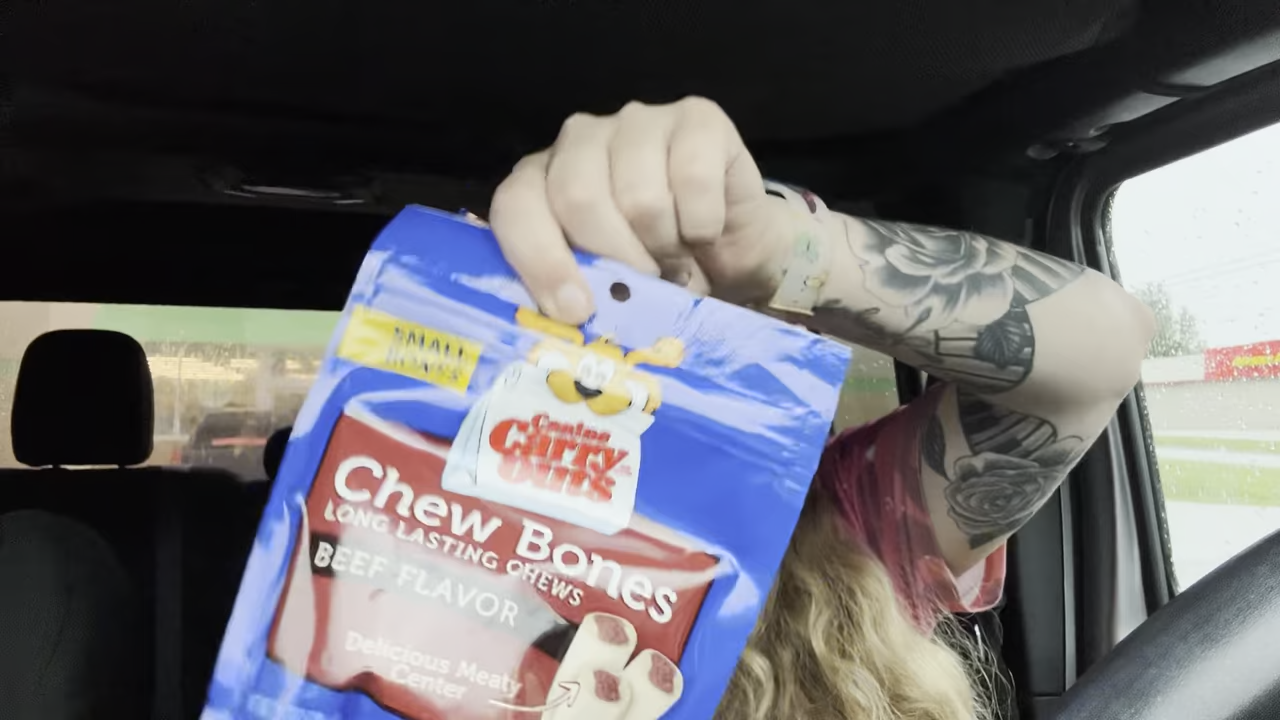 SMALL
Canine
Carry
Outs
Chew Bones
LONG LASTING CHEWS
BEEF FLAVOR
Delicious Meaty
Center